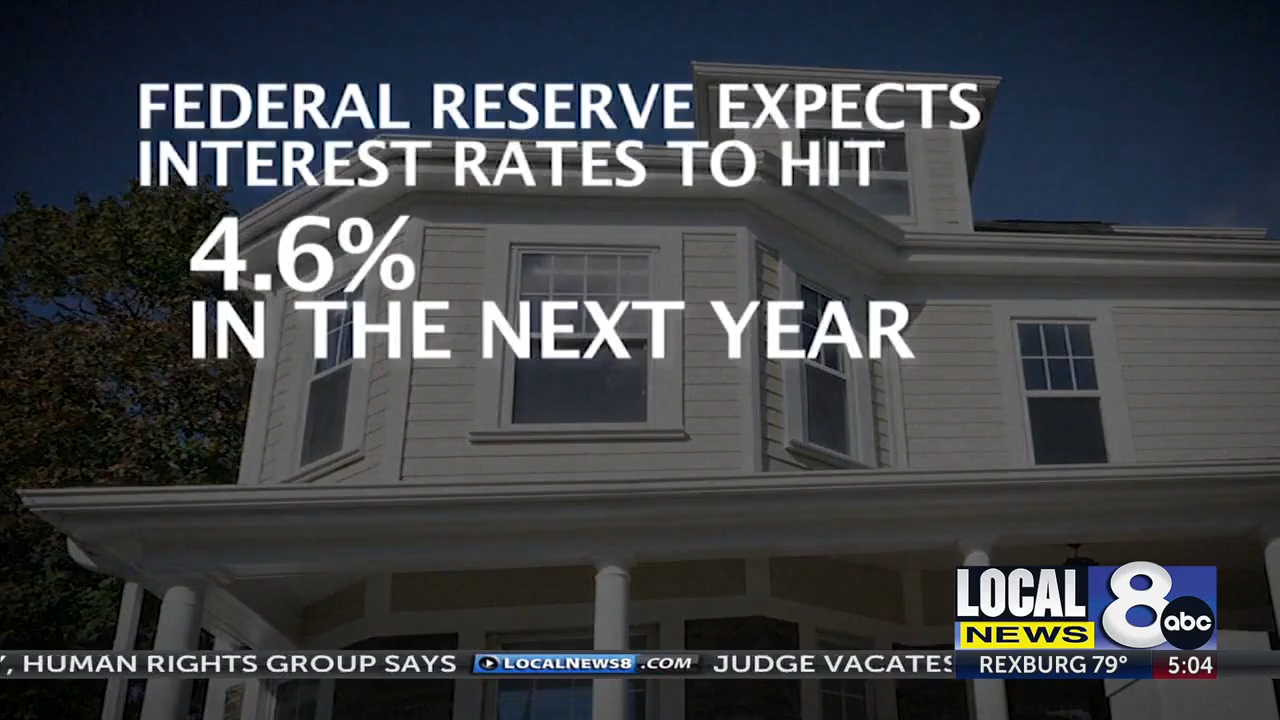 FEDERAL RESERVE EXPECTS
INTEREST RATES TO HIT
4.6%
IN THE NEXT YEAR
LOCAL
NEWS
8
abc
, HUMAN RIGHTS GROUP SAYS LOCALNEWS8.COM JUDGE VACATES
REXBURG 79° 5:04